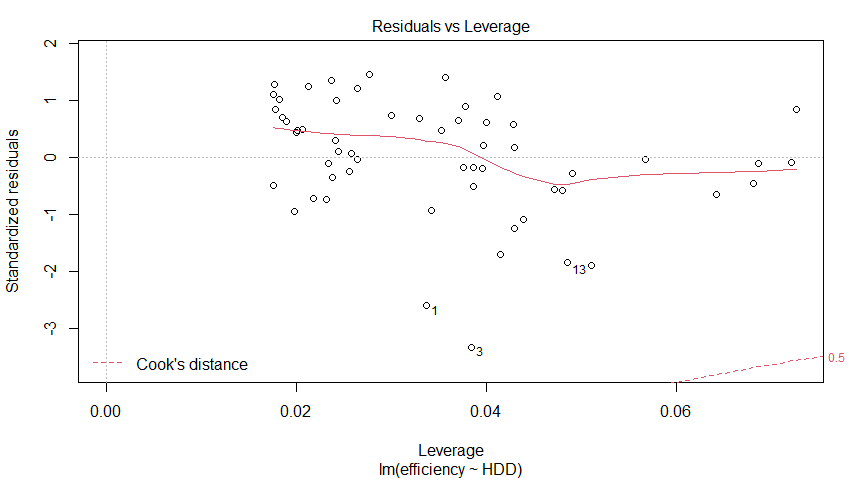 Residuals vs Leverage
Standardized residuals
2
1
0
-1
-2
-3
13
1
3
0.5
Cook's distance
0.00 0.02 0.04 0.06
Leverage
lm(efficiency ~ HDD)